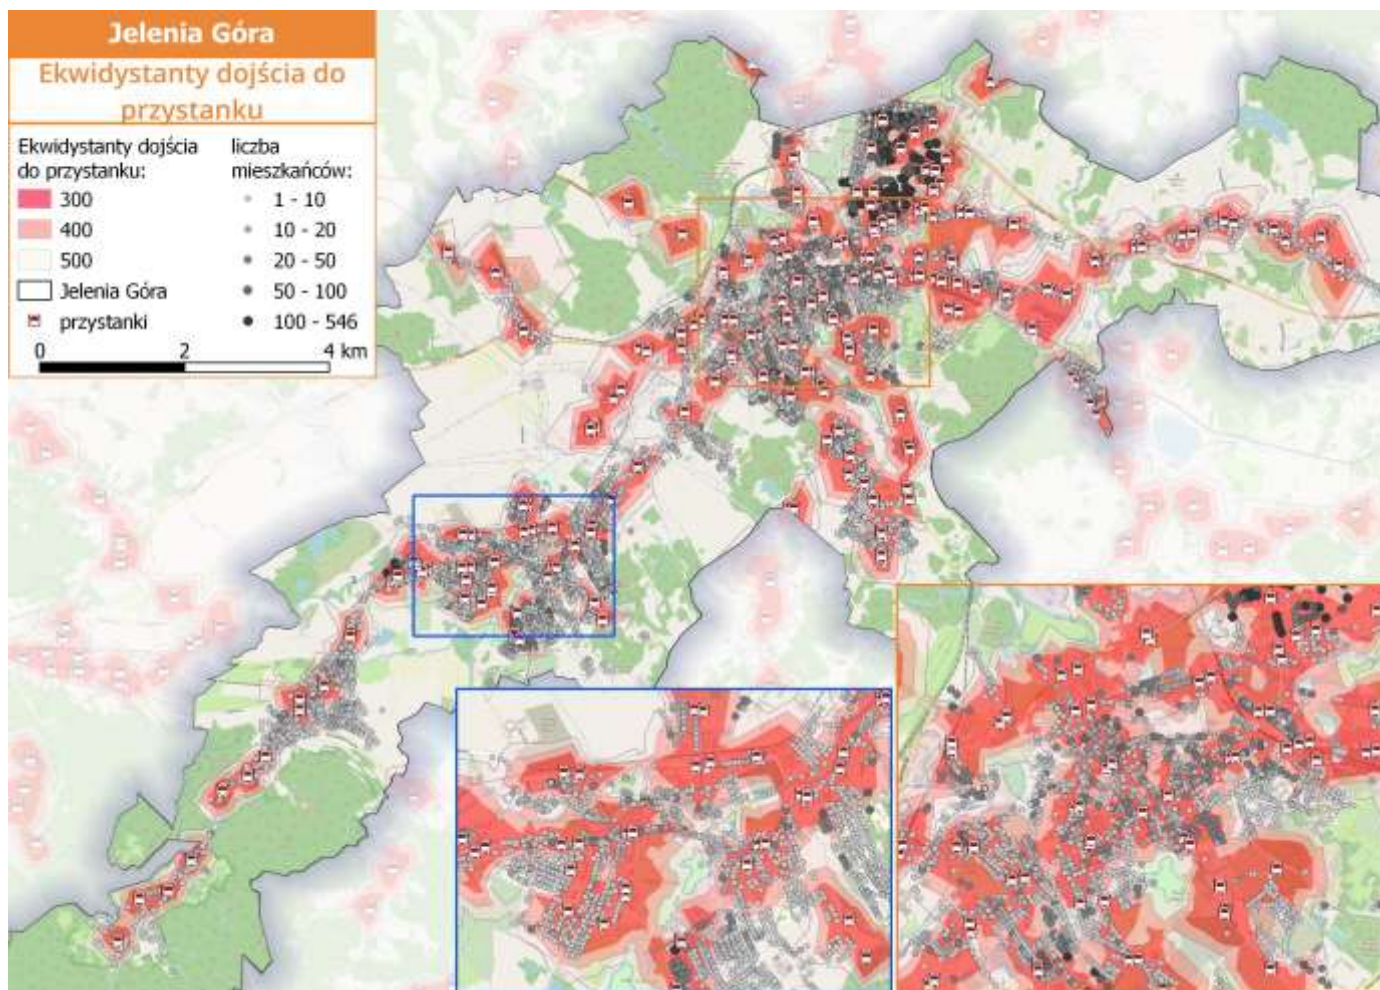 Jelenia Góra
Ekwidystanty dojścia do
przystanku
Ekwidystanty dojścia
do przystanku:
300
400
500
Jelenia Góra
przystanki
liczba
mieszkańców:
1 - 10
10 - 20
20 - 50
50 - 100
100 - 546
0 2 4 km